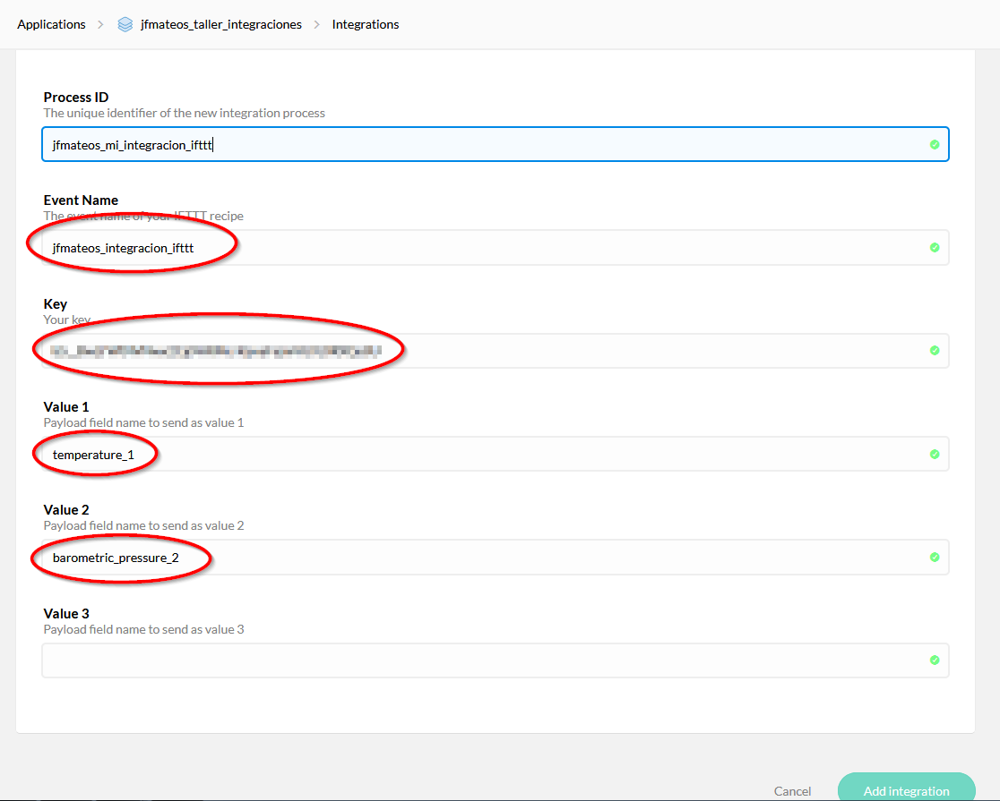 Applications > jfmateos_taller_integraciones > Integrations
Process ID
The unique identifier of the new integration process
jfmateos_mi_integracion_ifttt
Event Name
The event name of your IFTTT recipe
jfmateos_integracion_ifttt
Key
Your key
Value 1
Payload field name to send as value 1
temperature_1
Value 2
Payload field name to send as value 2
barometric_pressure_2
Value 3
Payload field name to send as value 3
Cancel
Add integration